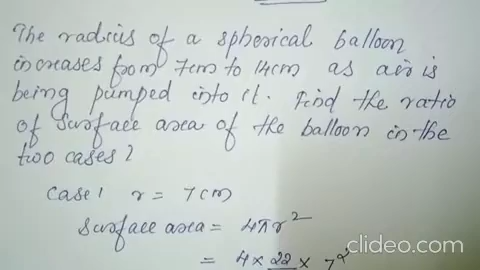 The radius of a spherical balloon
increases from 7cm to 14cm as air is
being pumped into it. Find the ratio
of surface area of the balloon in the
two cases?
Case 1 r = 7cm
Surface area = 4πr²
= 4 × 22 × 7²
clideo.com